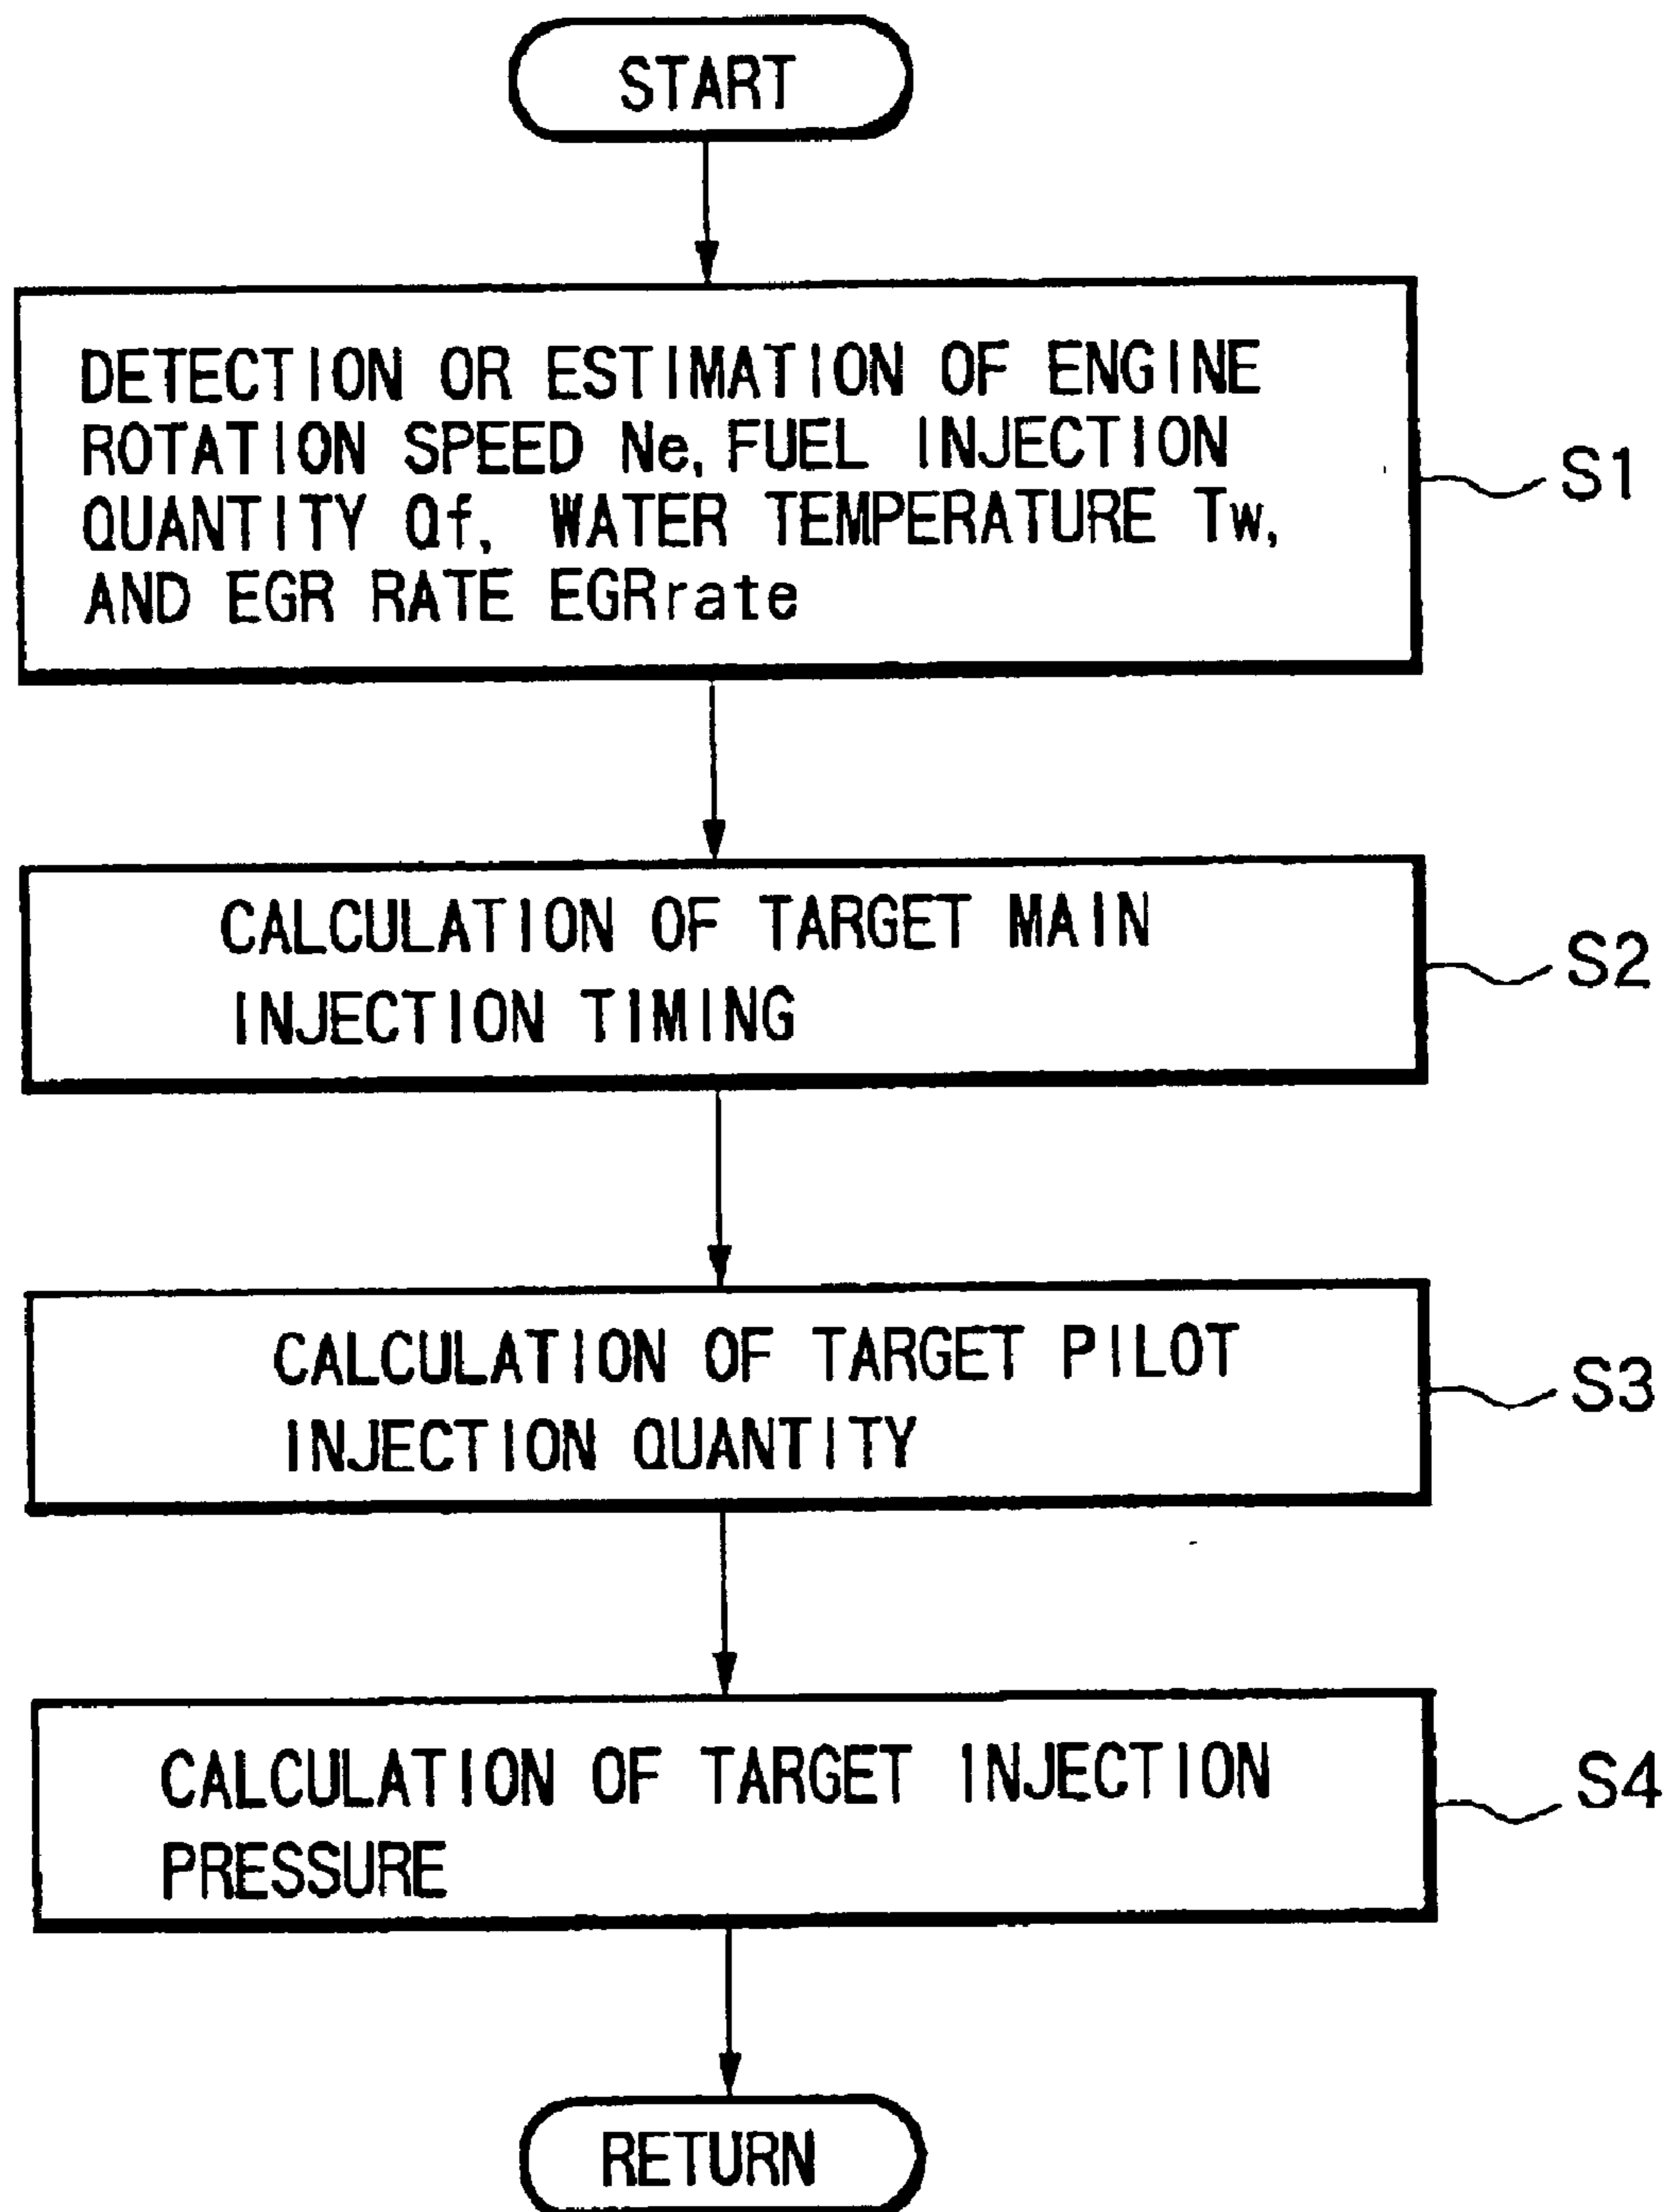 START
DETECTION OR ESTIMATION OF ENGINE
ROTATION SPEED Ne, FUEL INJECTION
QUANTITY Qf, WATER TEMPERATURE Tw,
AND EGR RATE EGRrate
S1
CALCULATION OF TARGET MAIN
INJECTION TIMING
S2
CALCULATION OF TARGET PILOT
INJECTION QUANTITY
S3
CALCULATION OF TARGET INJECTION
PRESSURE
S4
RETURN